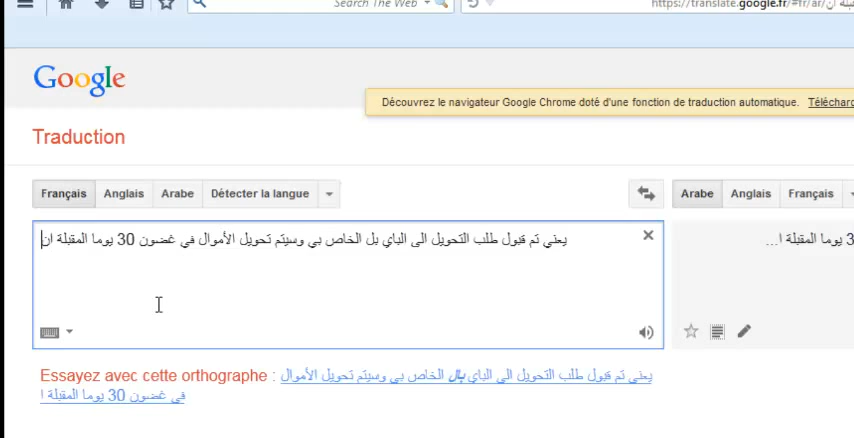 Search The Web
https://translate.google.fr/#fr/ar/
Google
Découvrez le navigateur Google Chrome doté d'une fonction de traduction automatique.
Traduction
Français Anglais Arabe Détecter la langue
Arabe Anglais Français
يعني تم قبول طلب التحويل الى الباي بل الخاص بي وسيتم تحويل الأموال في غضون 30 يوما المقبلة ان
يوما المقبلة ا...
Essayez avec cette orthographe : يعني تم قبول طلب التحويل الى الباي بال الخاص بي وسيتم تحويل الأموال
في غضون 30 يوما المقبلة ا